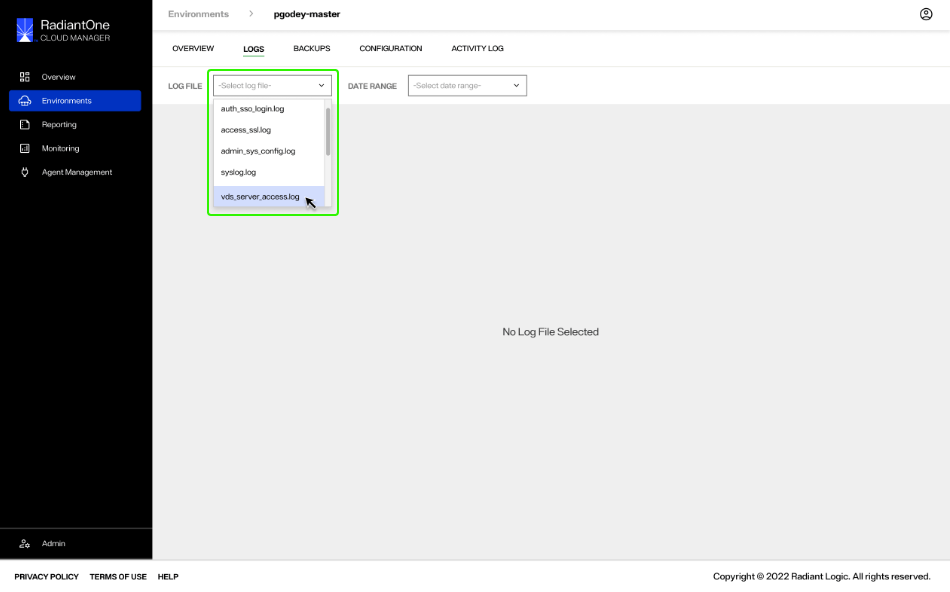 RadiantOne
CLOUD MANAGER
Overview
Environments
Reporting
Monitoring
Agent Management
Admin
Environments > pgodey-master
OVERVIEW LOGS BACKUPS CONFIGURATION ACTIVITY LOG
LOG FILE -Select log file- DATE RANGE -Select date range-
auth_sso_login.log
access_ssl.log
admin_sys_config.log
syslog.log
vds_server_access.log
No Log File Selected
PRIVACY POLICY TERMS OF USE HELP Copyright © 2022 Radiant Logic. All rights reserved.